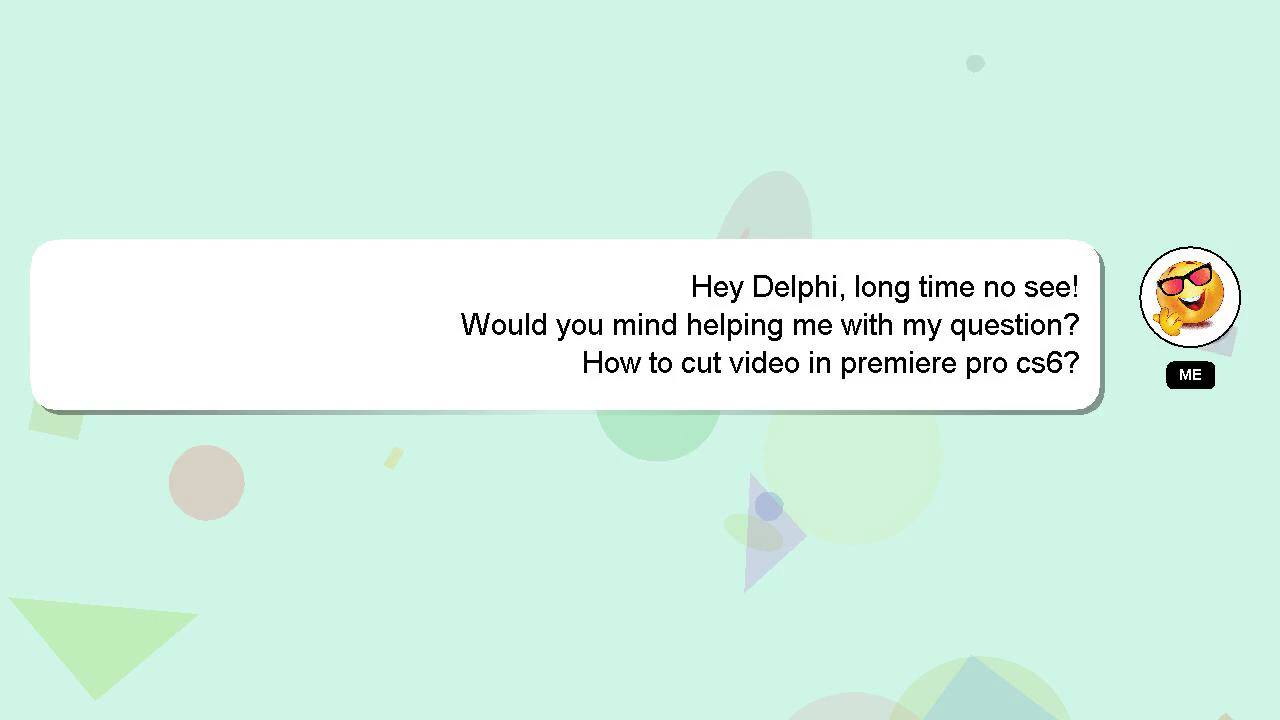 Hey Delphi, long time no see!
Would you mind helping me with my question?
How to cut video in premiere pro cs6?
ME